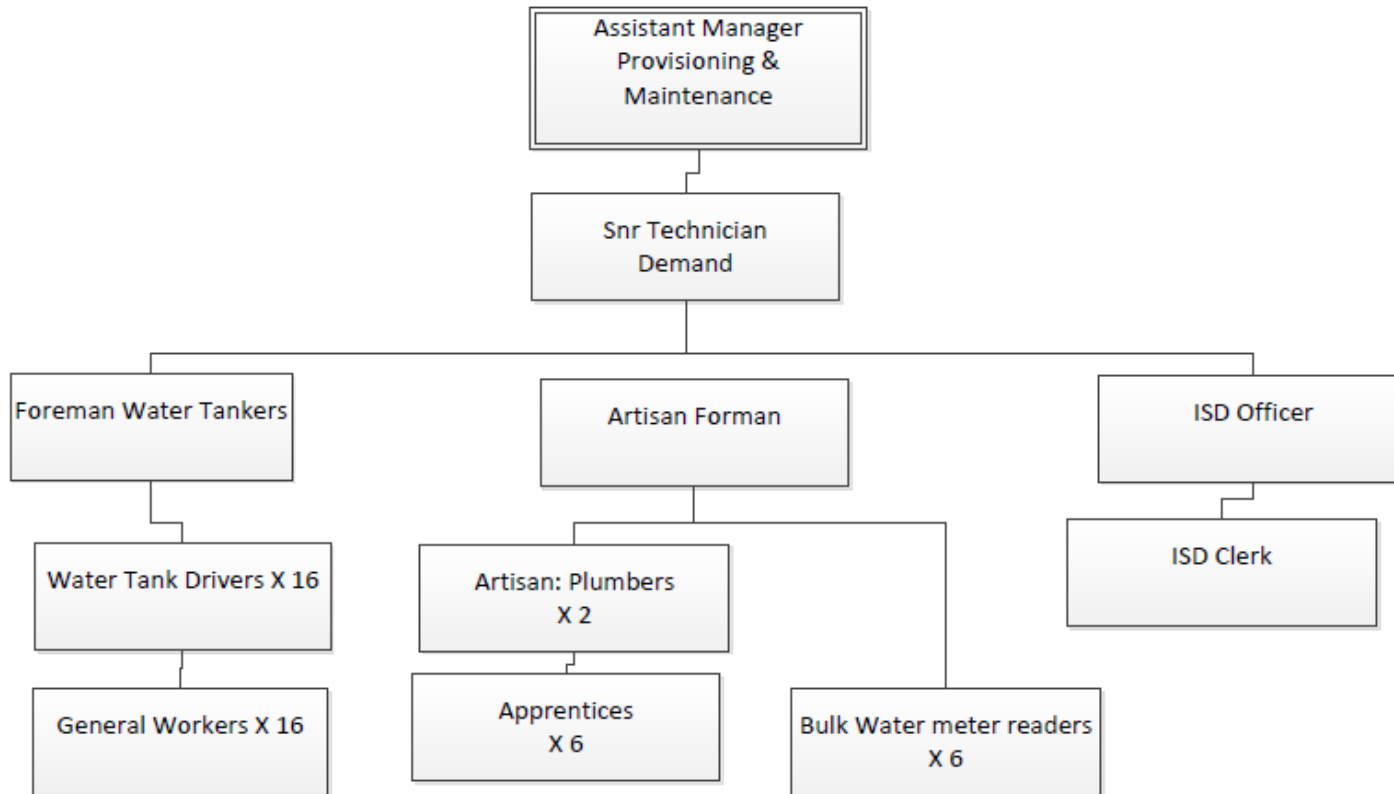 Assistant Manager
Provisioning &
Maintenance
Snr Technician
Demand
Foreman Water Tankers
Artisan Forman
ISD Officer
Water Tank Drivers X 16
Artisan: Plumbers
X 2
ISD Clerk
General Workers X 16
Apprentices
X 6
Bulk Water meter readers
X 6